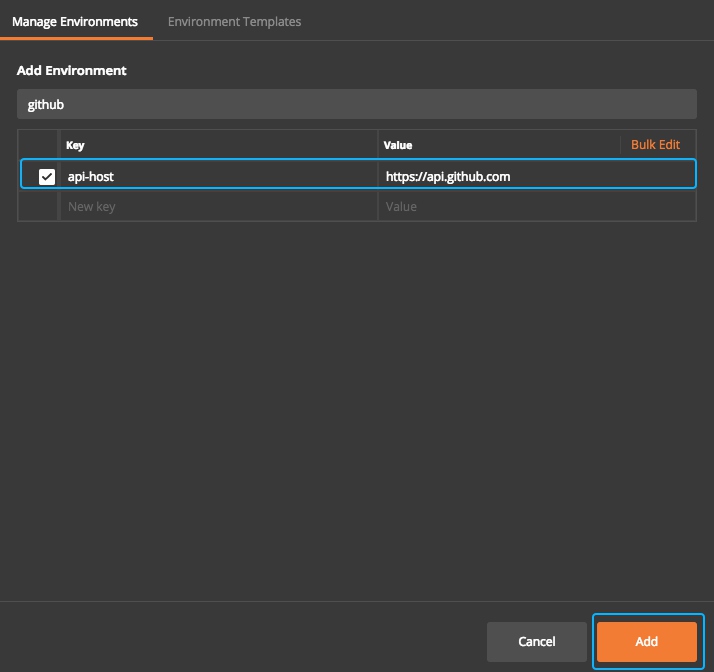 Manage Environments Environment Templates
Add Environment
github
Key Value Bulk Edit
api-host https://api.github.com
New key Value
Cancel Add